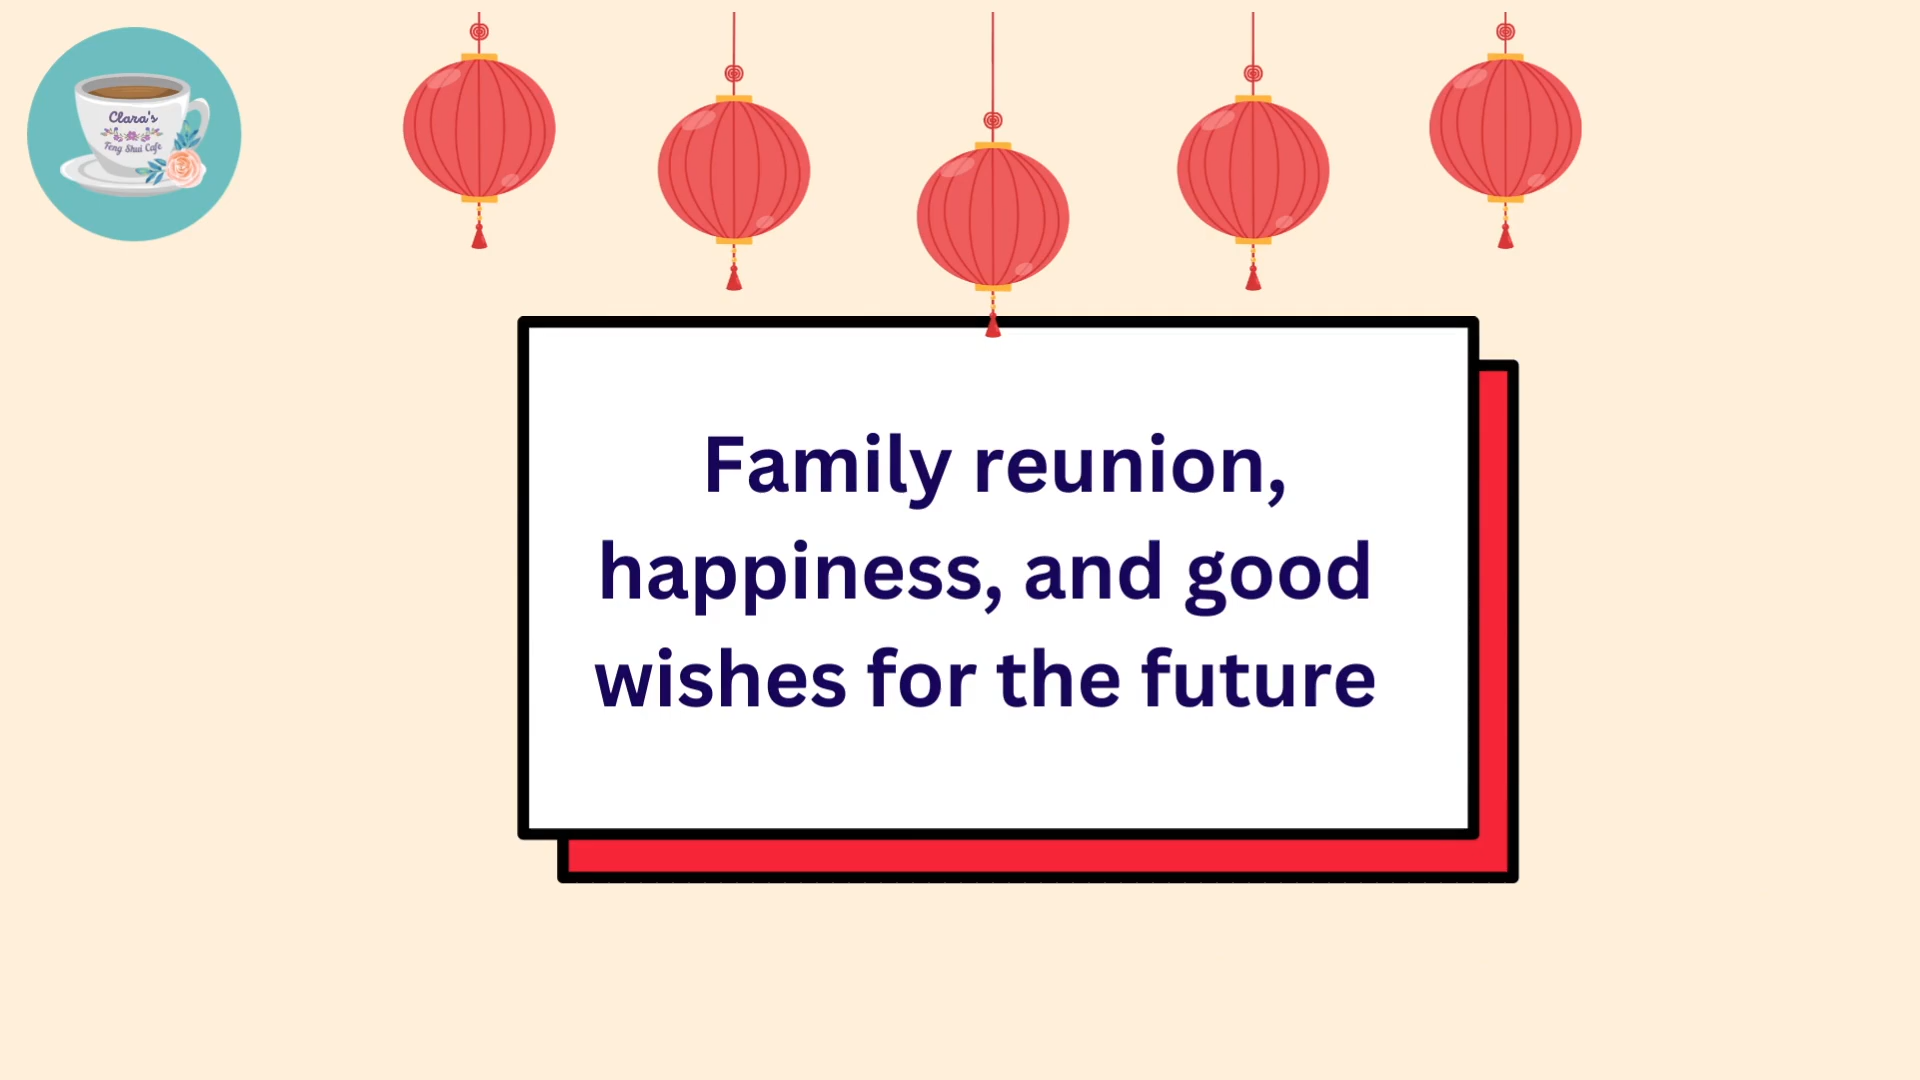 Clara's
Feng Shui Cafe
Family reunion,
happiness, and good
wishes for the future